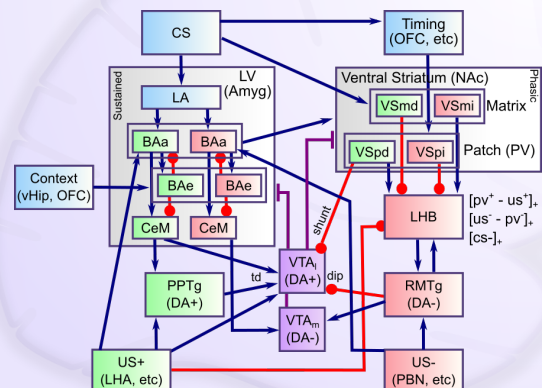 CS
Timing
(OFC, etc)
Sustained
LV
(Amyg)
LA
BAa
BAa
BAe
BAe
CeM
CeM
Context
(vHip, OFC)
Ventral Striatum (NAc)
Phasic
VSmd
VSmi
Matrix
VSpd
VSpi
Patch (PV)
LHB
[pv⁺ - us⁺]₊
[us⁻ - pv⁻]₊
[cs-]₊
shunt
VTAₗ
(DA+)
td
dip
PPTg
(DA+)
VTAₘ
(DA-)
RMTg
(DA-)
US+
(LHA, etc)
US-
(PBN, etc)